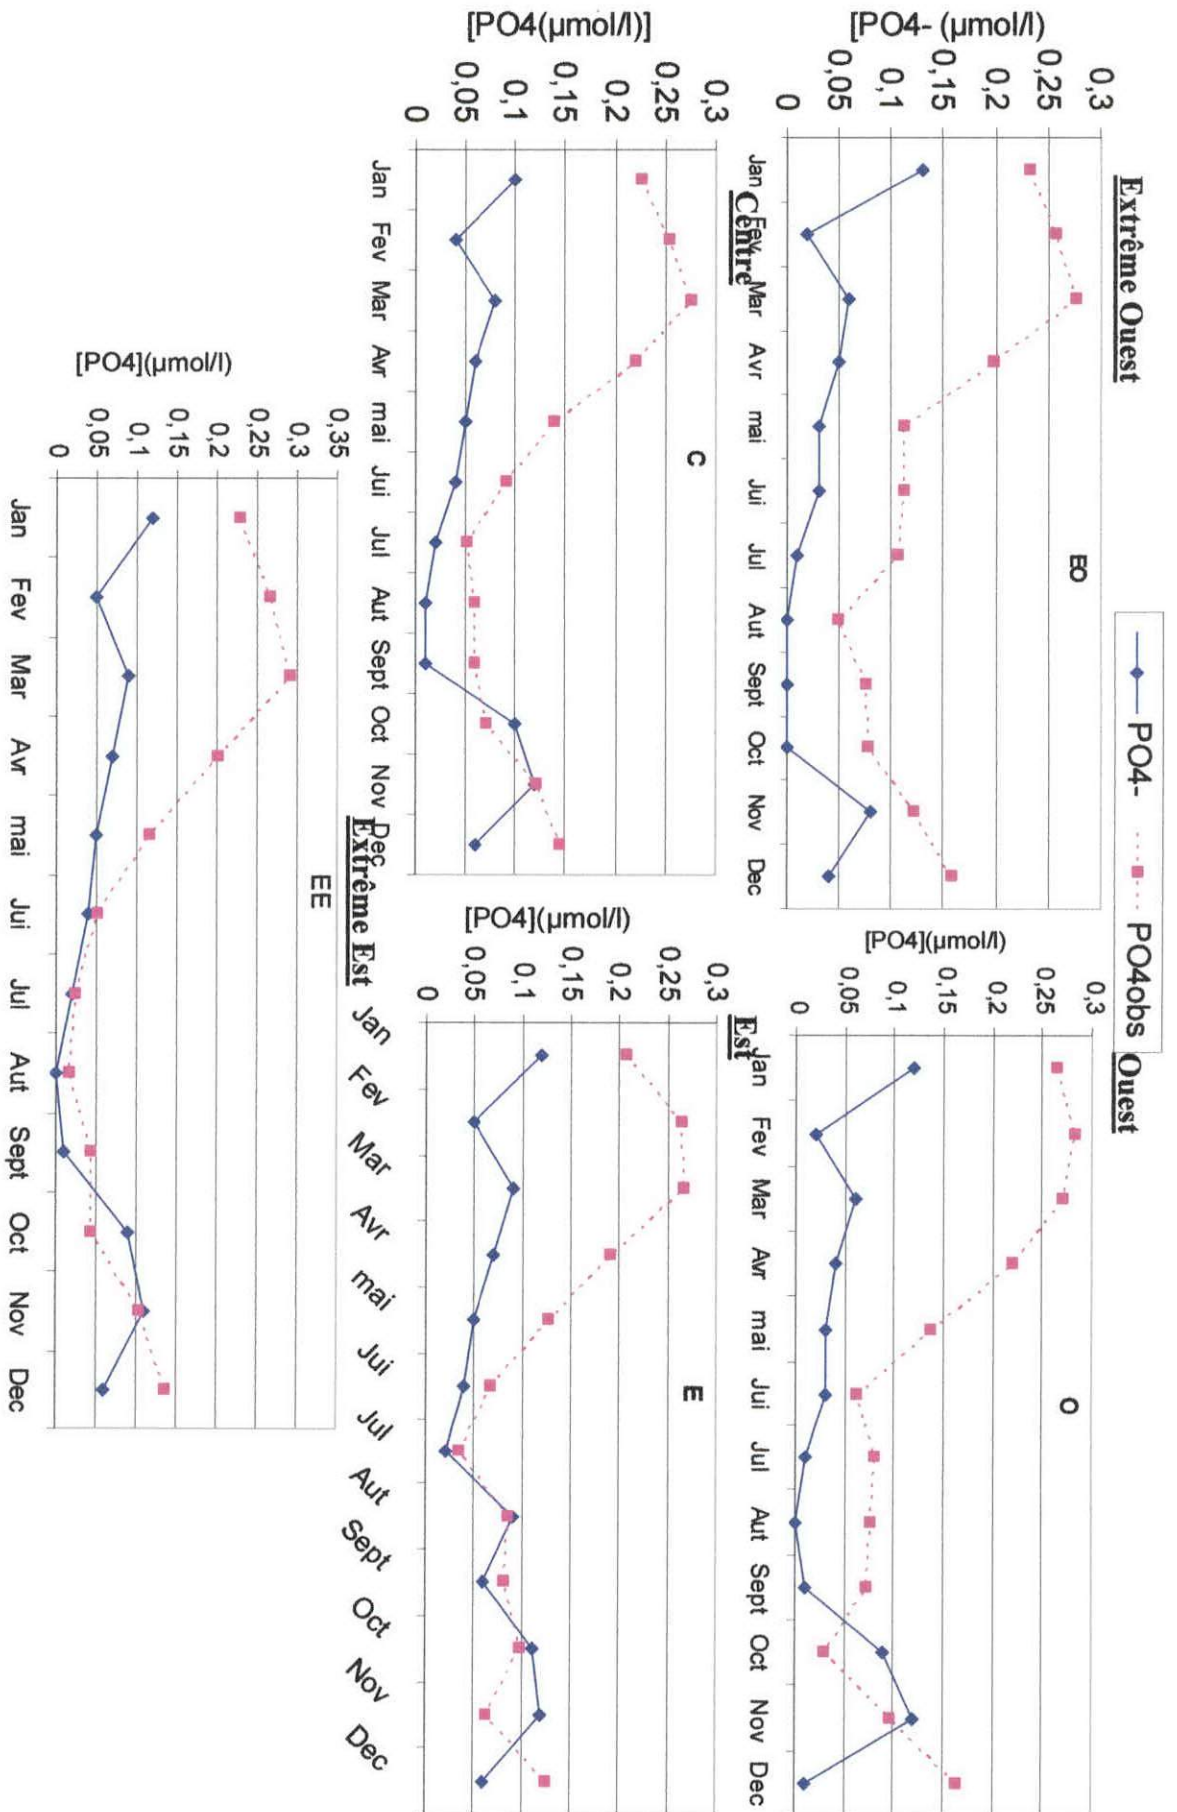 PO4- PO4obs
Extrême Ouest
EO
[PO4- (µmol/l)
0,3
0,25
0,2
0,15
0,1
0,05
0
Jan Fev Mar Avr mai Jui Jul Aut Sept Oct Nov Dec
Ouest
O
[PO4](µmol/l)
0,3
0,25
0,2
0,15
0,1
0,05
0
Jan Fev Mar Avr mai Jui Jul Aut Sept Oct Nov Dec
Centre
C
[PO4(µmol/l)]
0,3
0,25
0,2
0,15
0,1
0,05
0
Jan Fev Mar Avr mai Jui Jul Aut Sept Oct Nov Dec
Est
E
[PO4](µmol/l)
0,3
0,25
0,2
0,15
0,1
0,05
0
Jan Fev Mar Avr mai Jui Jul Aut Sept Oct Nov Dec
Extrême Est
EE
[PO4](µmol/l)
0,35
0,3
0,25
0,2
0,15
0,1
0,05
0
Jan Fev Mar Avr mai Jui Jul Aut Sept Oct Nov Dec